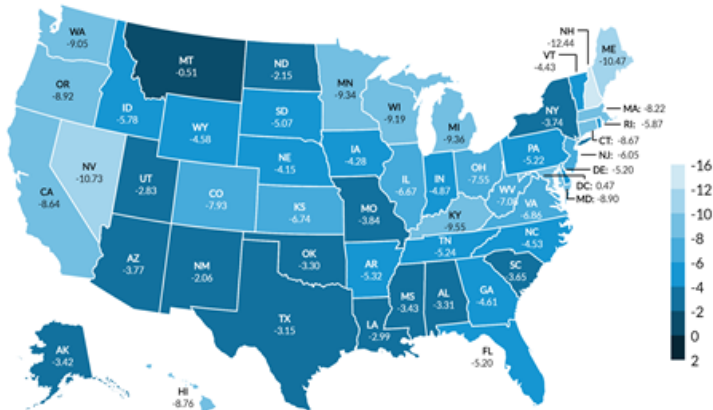 WA
-9.05
OR
-8.92
CA
-8.64
NV
-10.73
ID
-5.78
MT
-0.51
WY
-4.58
UT
-2.83
CO
-7.93
AZ
-3.77
NM
-2.06
ND
-2.15
SD
-5.07
NE
-4.15
KS
-6.74
OK
-3.30
TX
-3.15
MN
-9.34
IA
-4.28
MO
-3.84
AR
-5.32
LA
-2.99
WI
-9.19
IL
-6.67
MI
-9.36
IN
-4.87
OH
-7.55
KY
-9.55
TN
-5.24
MS
-3.43
AL
-3.31
GA
-4.61
FL
-5.20
SC
-3.65
NC
-4.53
VA
-6.86
WV
-7.08
PA
-5.22
NY
-3.74
VT
-4.43
NH
-12.44
ME
-10.47
MA: -8.22
RI: -5.87
CT: -8.67
NJ: -6.05
DE: -5.20
DC: 0.47
MD: -8.90
AK
-3.42
HI
-8.76
-16
-12
-10
-8
-6
-4
-2
0
2